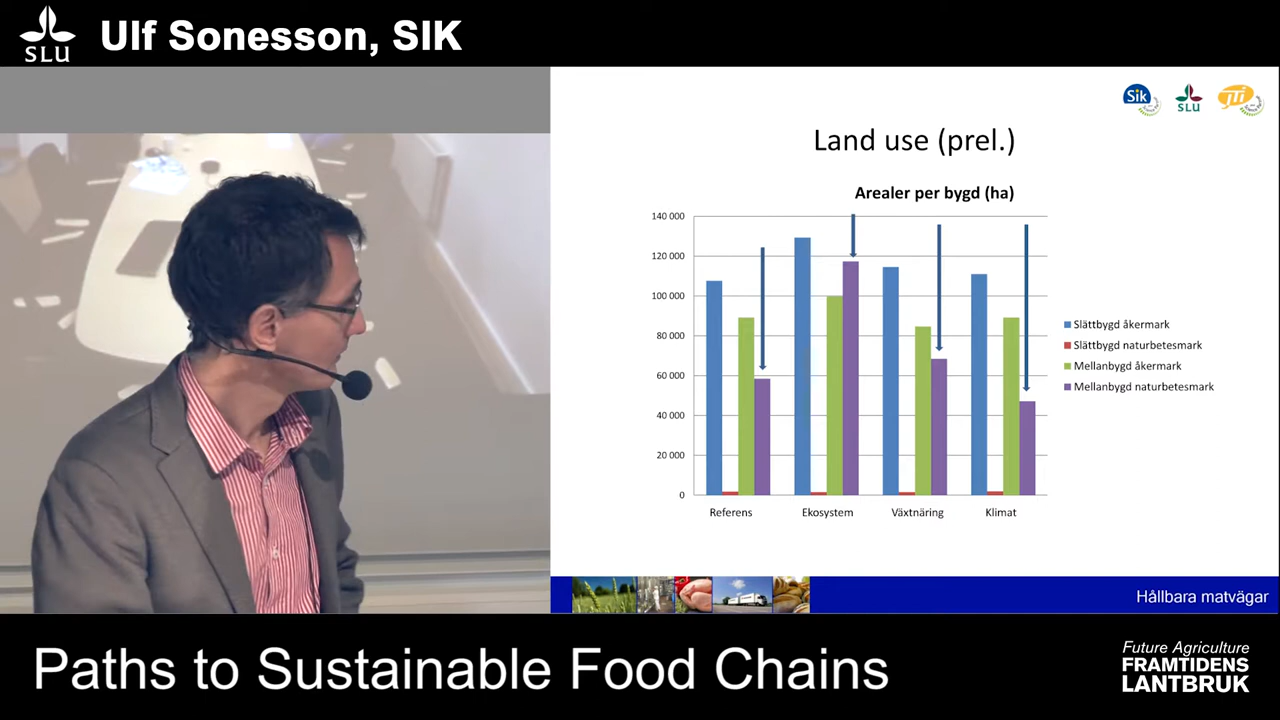 SLU
Ulf Sonesson, SIK
Sik
SLU
JTI
Land use (prel.)
Arealer per bygd (ha)
140 000
120 000
100 000
80 000
60 000
40 000
20 000
0
Referens
Ekosystem
Växtnäring
Klimat
Slättbygd åkermark
Slättbygd naturbetesmark
Mellanbygd åkermark
Mellanbygd naturbetesmark
Hållbara matvägar
Paths to Sustainable Food Chains
Future Agriculture
FRAMTIDENS
LANTBRUK